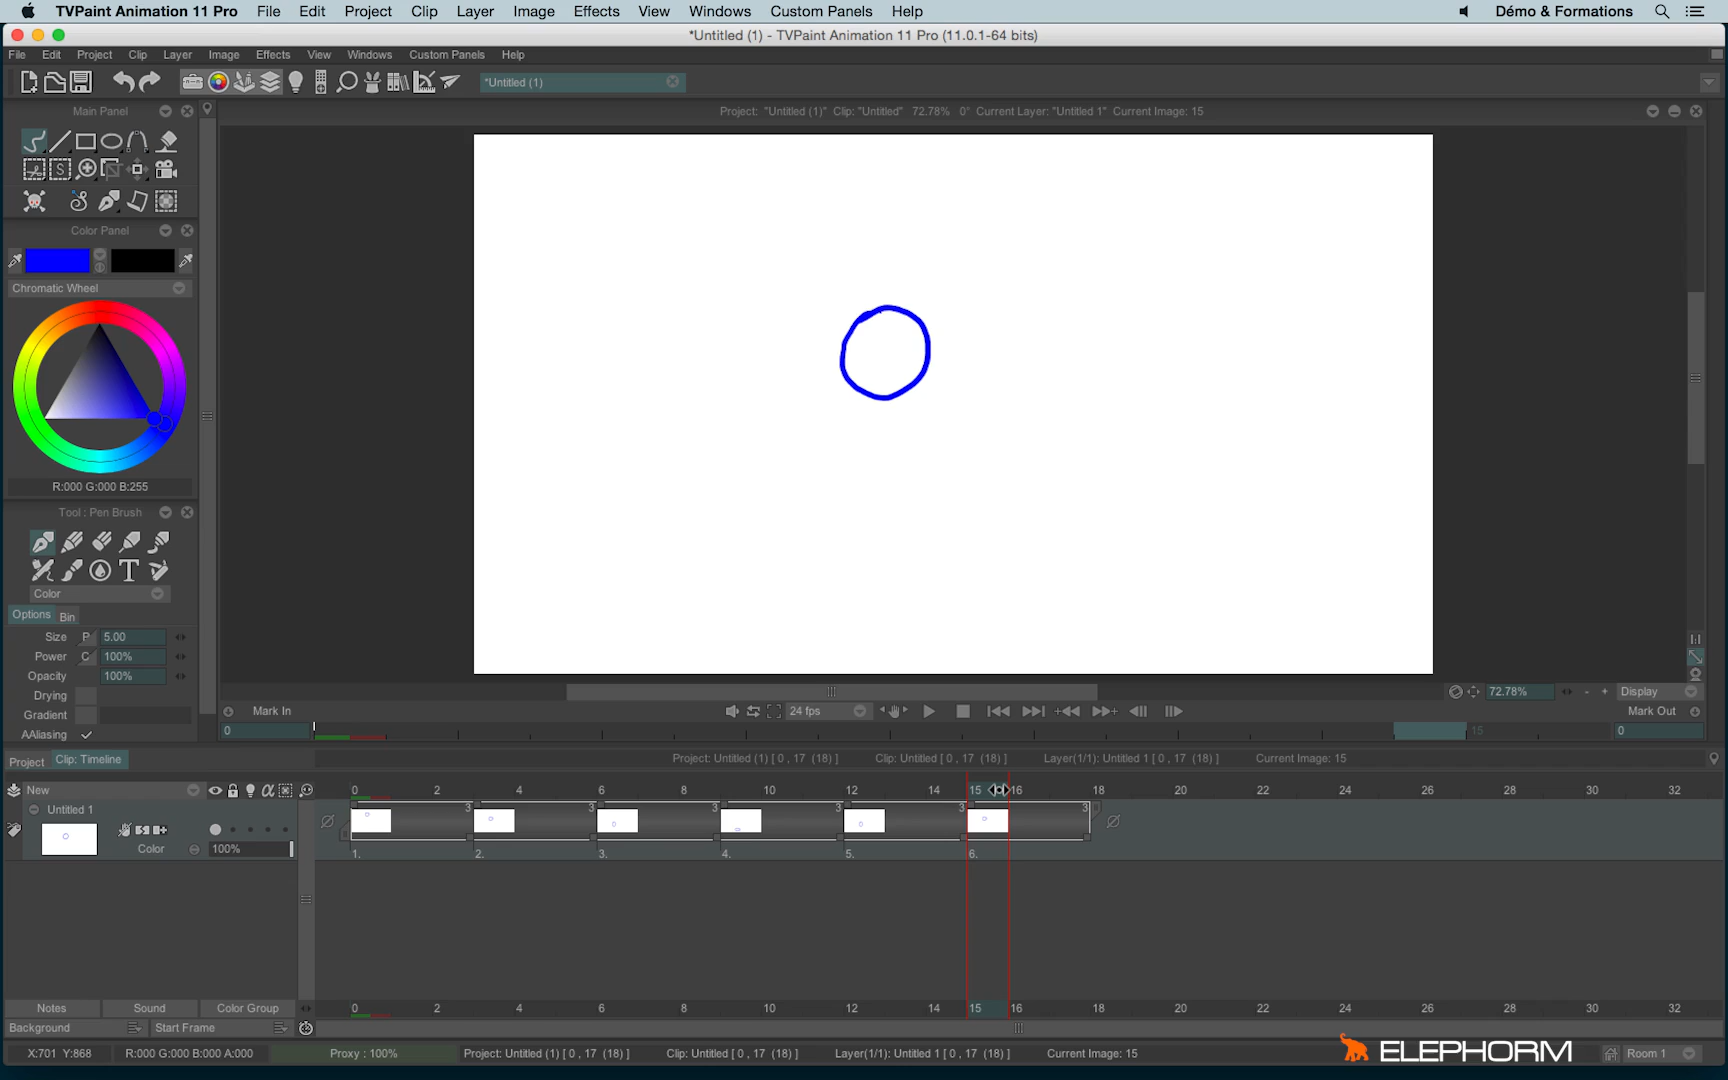 TVPaint Animation 11 Pro File Edit Project Clip Layer Image Effects View Windows Custom Panels Help Démo & Formations
*Untitled (1) - TVPaint Animation 11 Pro (11.0.1-64 bits)
File Edit Project Clip Layer Image Effects View Windows Custom Panels Help
*Untitled (1)
Main Panel
Project: "Untitled (1)" Clip: "Untitled" 72.78% 0° Current Layer: "Untitled 1" Current Image: 15
S
Color Panel
Chromatic Wheel
R:000 G:000 B:255
Tool : Pen Brush
T
Color
Options Bin
Size P 5.00
Power C 100%
Opacity 100%
Drying
Gradient
AAliasing
72.78% - + Display
Mark In 24 fps Mark Out
0 15 0
Project Clip: Timeline Project: Untitled (1) [ 0 , 17 (18) ] Clip: Untitled [ 0 , 17 (18) ] Layer(1/1): Untitled 1 [ 0 , 17 (18) ] Current Image: 15
New 0 2 4 6 8 10 12 14 15 16 18 20 22 24 26 28 30 32
Untitled 1 3 3 3 3 3 3
Color 100% 1. 2. 3. 4. 5. 6.
Notes Sound Color Group 0 2 4 6 8 10 12 14 15 16 18 20 22 24 26 28 30 32
Background Start Frame
X:701 Y:868 R:000 G:000 B:000 A:000 Proxy : 100% Project: Untitled (1) [ 0 , 17 (18) ] Clip: Untitled [ 0 , 17 (18) ] Layer(1/1): Untitled 1 [ 0 , 17 (18) ] Current Image: 15 ELEPHORM Room 1